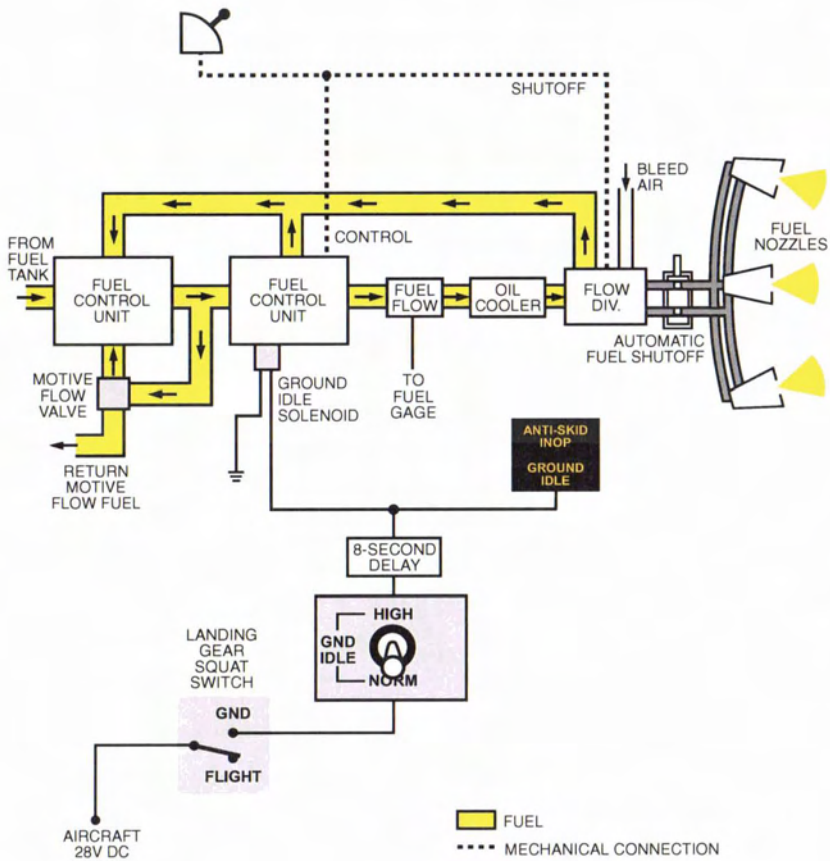 SHUTOFF
BLEED
AIR
FROM
FUEL
TANK
CONTROL
FUEL
NOZZLES
FUEL
CONTROL
UNIT
FUEL
CONTROL
UNIT
FUEL
FLOW
OIL
COOLER
FLOW
DIV.
AUTOMATIC
FUEL SHUTOFF
MOTIVE
FLOW
VALVE
GROUND
IDLE
SOLENOID
TO
FUEL
GAGE
RETURN
MOTIVE
FLOW FUEL
ANTI-SKID
INOP
GROUND
IDLE
8-SECOND
DELAY
HIGH
GND
IDLE
NORM
LANDING
GEAR
SQUAT
SWITCH
GND
FLIGHT
AIRCRAFT
28V DC
FUEL
MECHANICAL CONNECTION